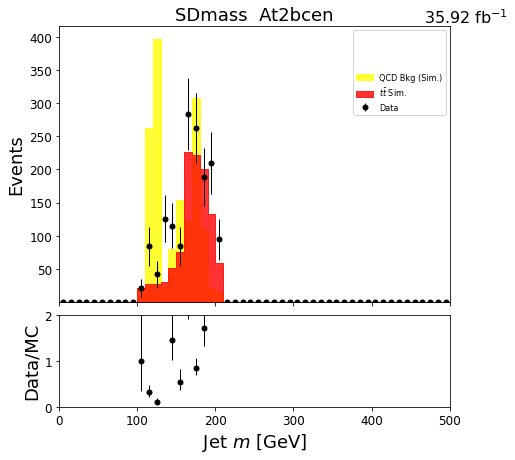 SDmass At2bcen
35.92 fb⁻¹
400
350
300
250
200
150
100
50
Events
QCD Bkg (Sim.)
tt̄ Sim.
Data
2
1
0
Data/MC
0 100 200 300 400 500
Jet m [GeV]